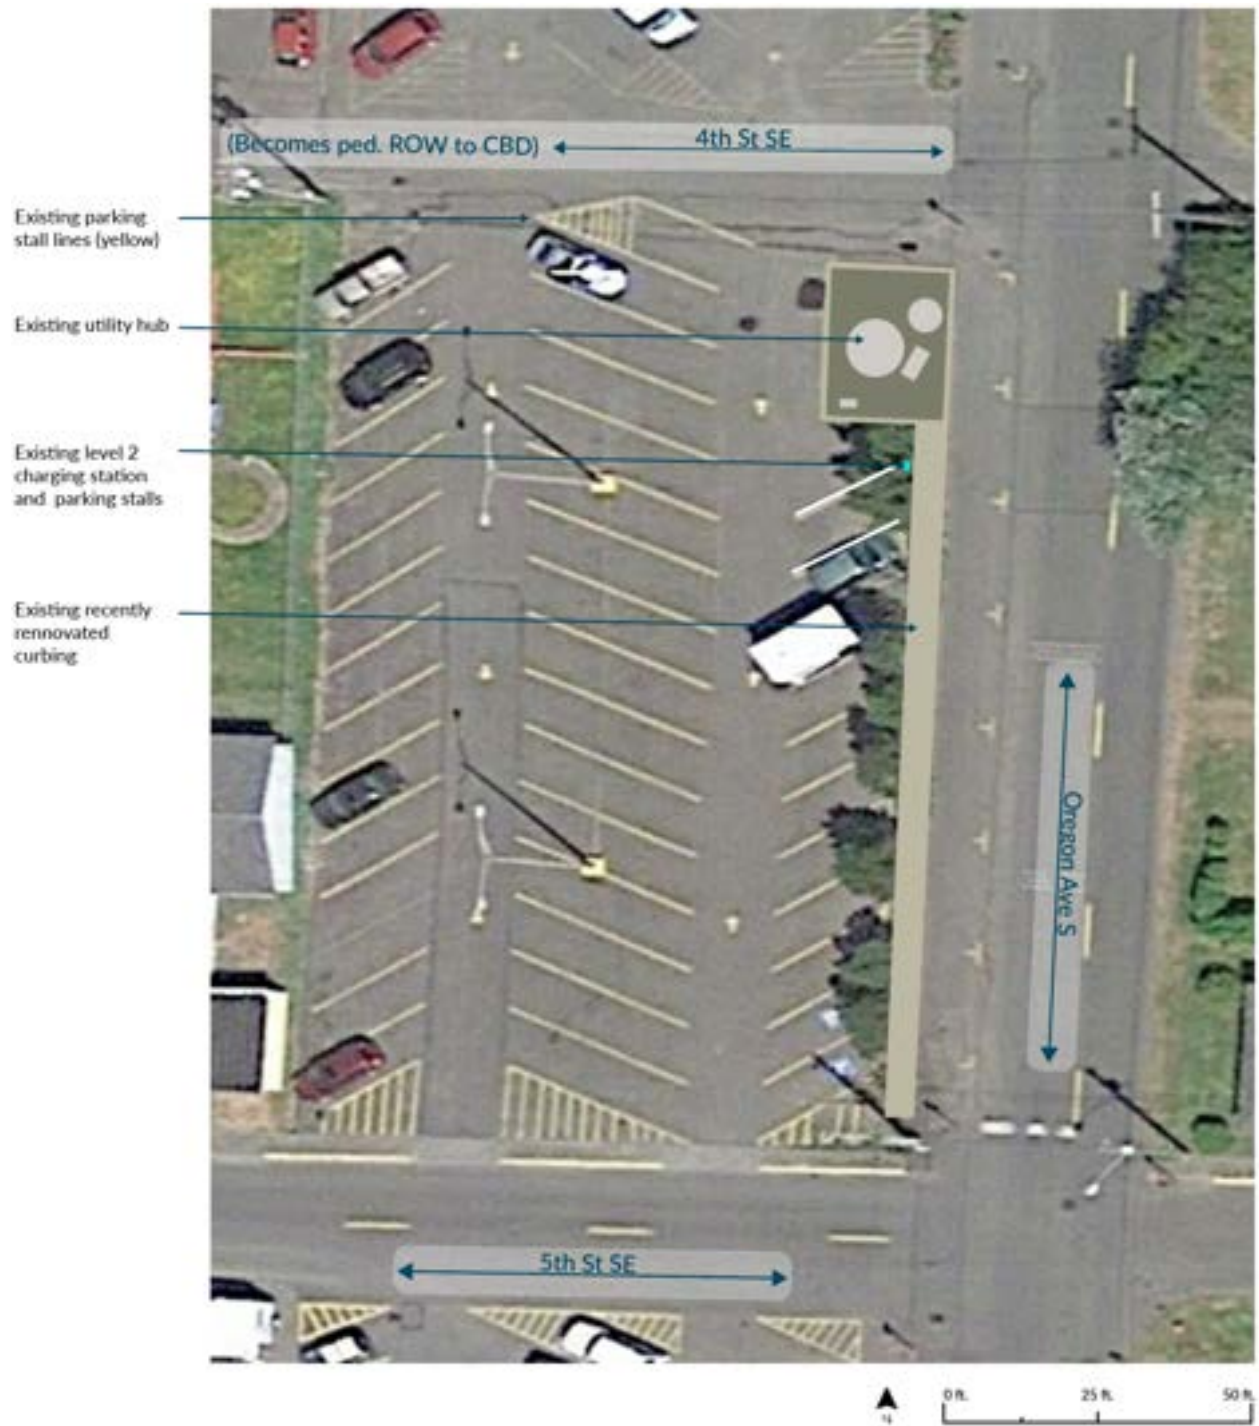 (Becomes ped. ROW to CBD)
4th St SE
Existing parking
stall lines (yellow)
Existing utility hub
Existing level 2
charging station
and parking stalls
Existing recently
rennovated
curbing
Oregon Ave S
5th St SE
0 ft.
25 ft.
50 ft.